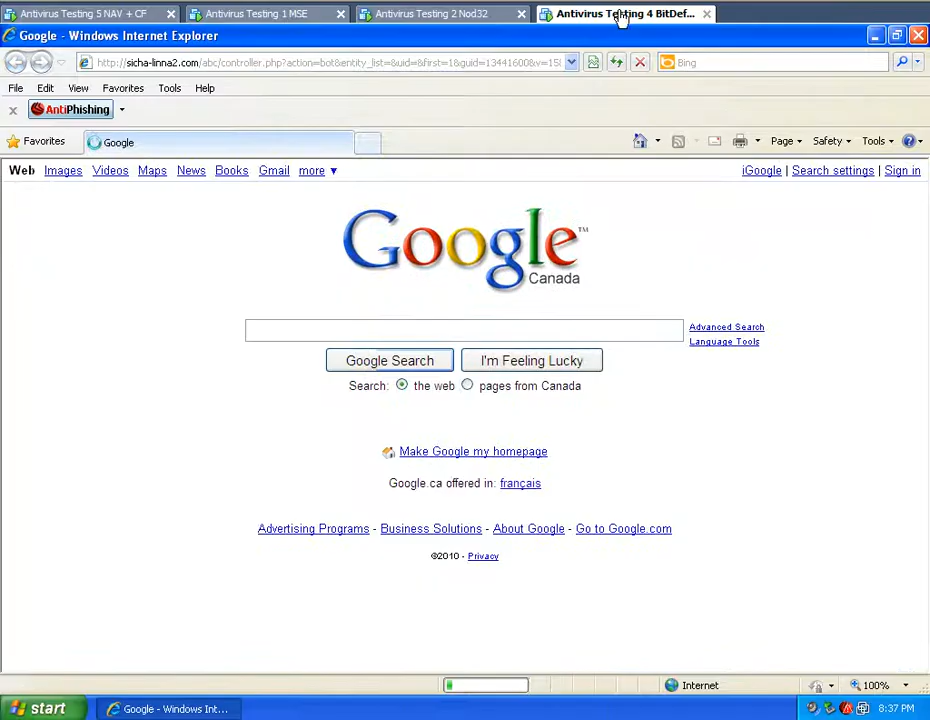 Antivirus Testing 5 NAV + CF
Antivirus Testing 1 MSE
Antivirus Testing 2 Nod32
Antivirus Testing 4 BitDef...
Google - Windows Internet Explorer
http://sicha-linna2.com/abc/controller.php?action=bot&entity_list=&uid=&first=1&guid=13441600&v=15
Bing
File Edit View Favorites Tools Help
x AntiPhishing
Favorites Google Page Safety Tools
Web Images Videos Maps News Books Gmail more ▼ iGoogle | Search settings | Sign in
Google™
Canada
Advanced Search
Language Tools
Google Search I'm Feeling Lucky
Search: the web pages from Canada
Make Google my homepage
Google.ca offered in: français
Advertising Programs - Business Solutions - About Google - Go to Google.com
©2010 - Privacy
Internet 100%
start Google - Windows Int... 8:37 PM